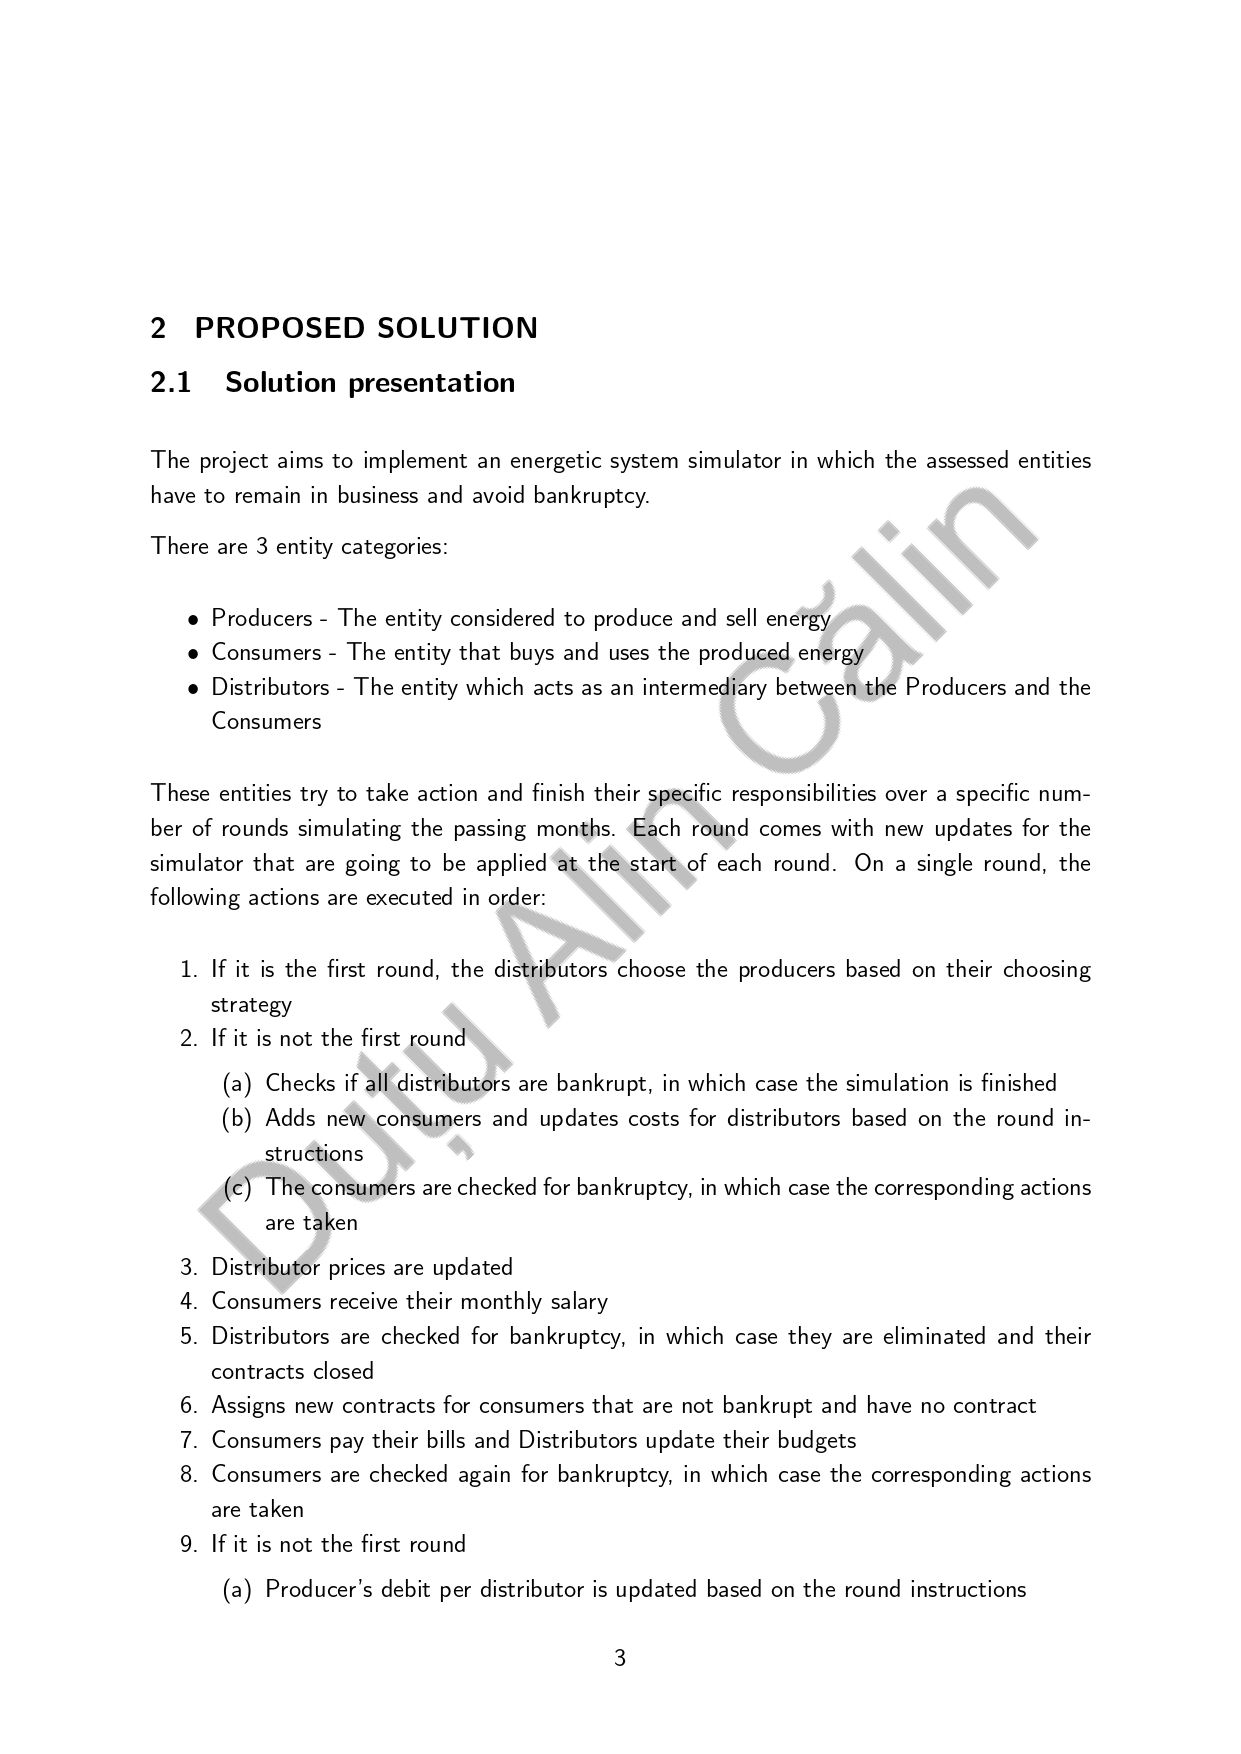 2 PROPOSED SOLUTION
2.1 Solution presentation
The project aims to implement an energetic system simulator in which the assessed entities
have to remain in business and avoid bankruptcy.
There are 3 entity categories:
• Producers - The entity considered to produce and sell energy
• Consumers - The entity that buys and uses the produced energy
• Distributors - The entity which acts as an intermediary between the Producers and the
Consumers
These entities try to take action and finish their specific responsibilities over a specific num-
ber of rounds simulating the passing months. Each round comes with new updates for the
simulator that are going to be applied at the start of each round. On a single round, the
following actions are executed in order:
1. If it is the first round, the distributors choose the producers based on their choosing
strategy
2. If it is not the first round
(a) Checks if all distributors are bankrupt, in which case the simulation is finished
(b) Adds new consumers and updates costs for distributors based on the round in-
structions
(c) The consumers are checked for bankruptcy, in which case the corresponding actions
are taken
3. Distributor prices are updated
4. Consumers receive their monthly salary
5. Distributors are checked for bankruptcy, in which case they are eliminated and their
contracts closed
6. Assigns new contracts for consumers that are not bankrupt and have no contract
7. Consumers pay their bills and Distributors update their budgets
8. Consumers are checked again for bankruptcy, in which case the corresponding actions
are taken
9. If it is not the first round
(a) Producer's debit per distributor is updated based on the round instructions
3
Duțu Alin Călin